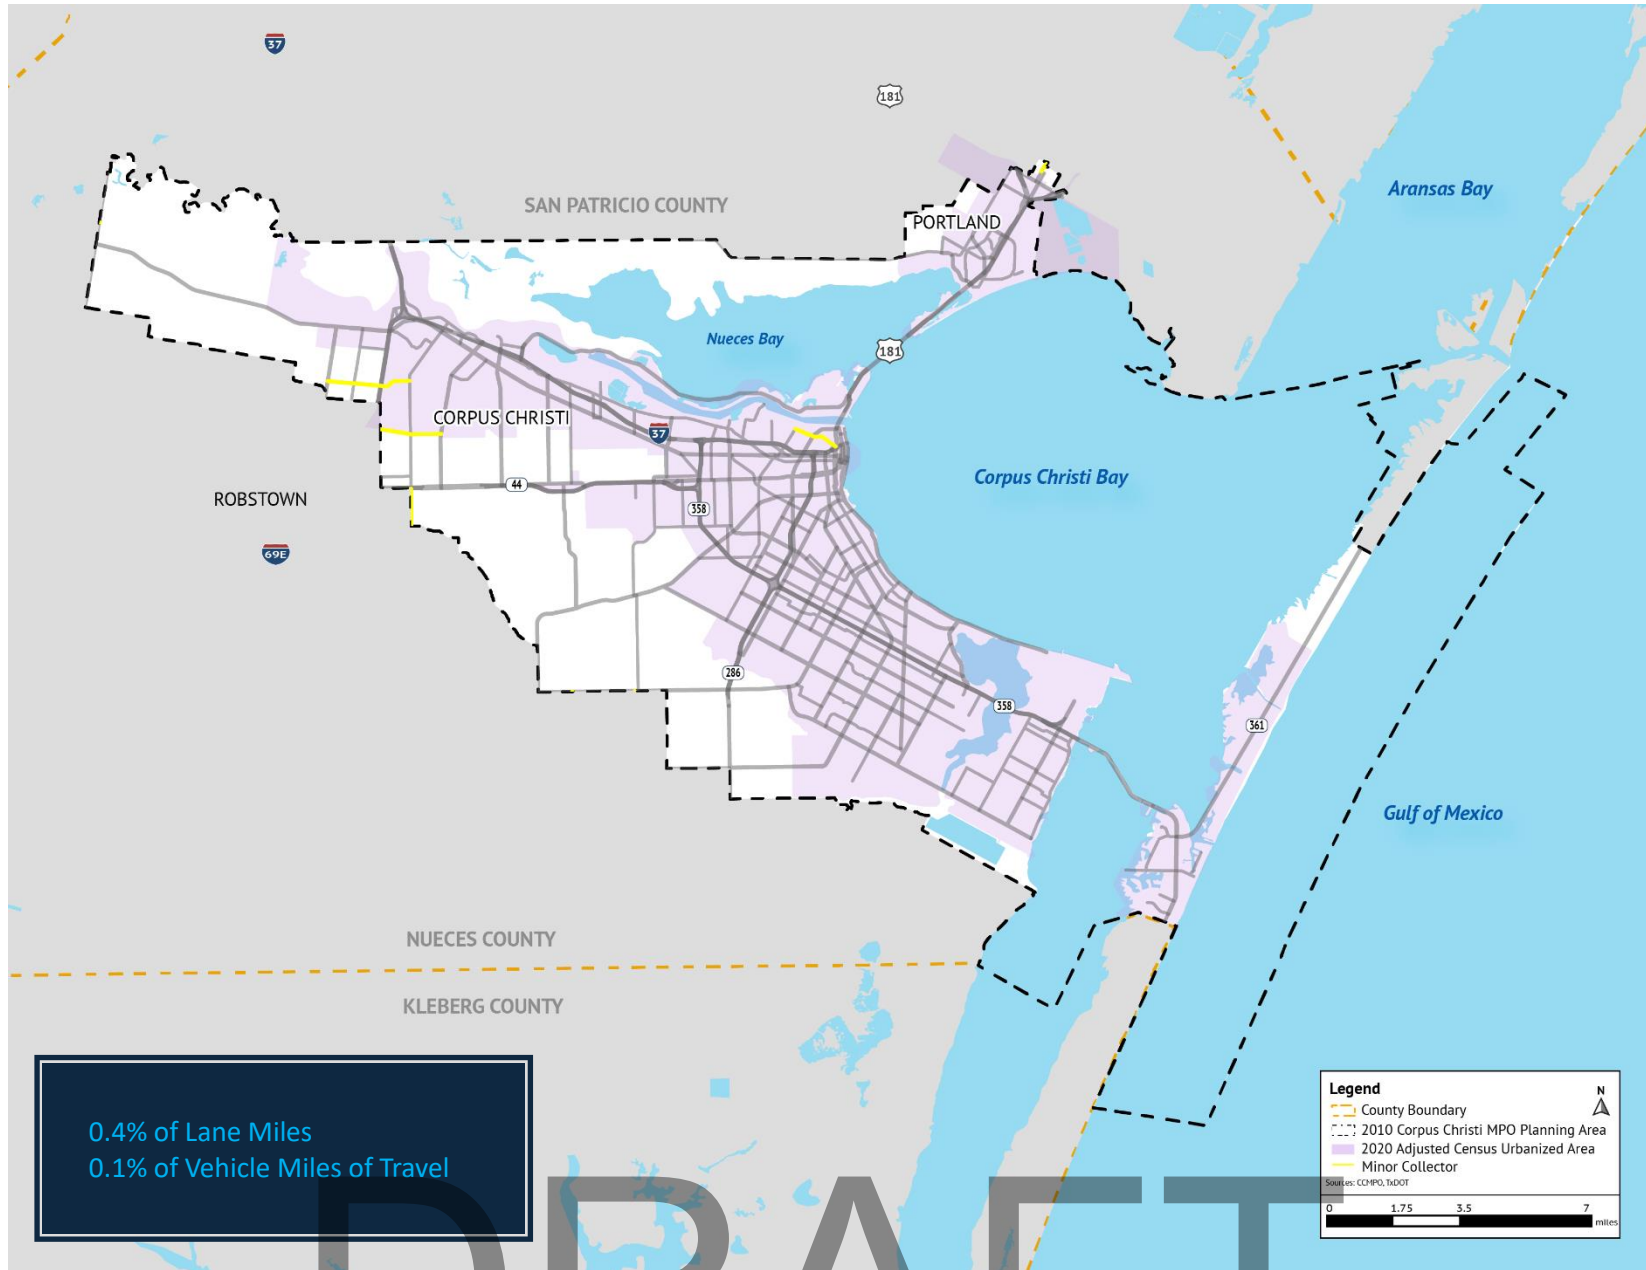 37
181
SAN PATRICIO COUNTY
PORTLAND
Aransas Bay
Nueces Bay
181
CORPUS CHRISTI
37
Corpus Christi Bay
44
ROBSTOWN
358
69E
286
358
361
Gulf of Mexico
NUECES COUNTY
KLEBERG COUNTY
0.4% of Lane Miles
0.1% of Vehicle Miles of Travel
Legend
N
County Boundary
2010 Corpus Christi MPO Planning Area
2020 Adjusted Census Urbanized Area
Minor Collector
Sources: CCMPO, TxDOT
0 1.75 3.5 7
miles
DRAFT